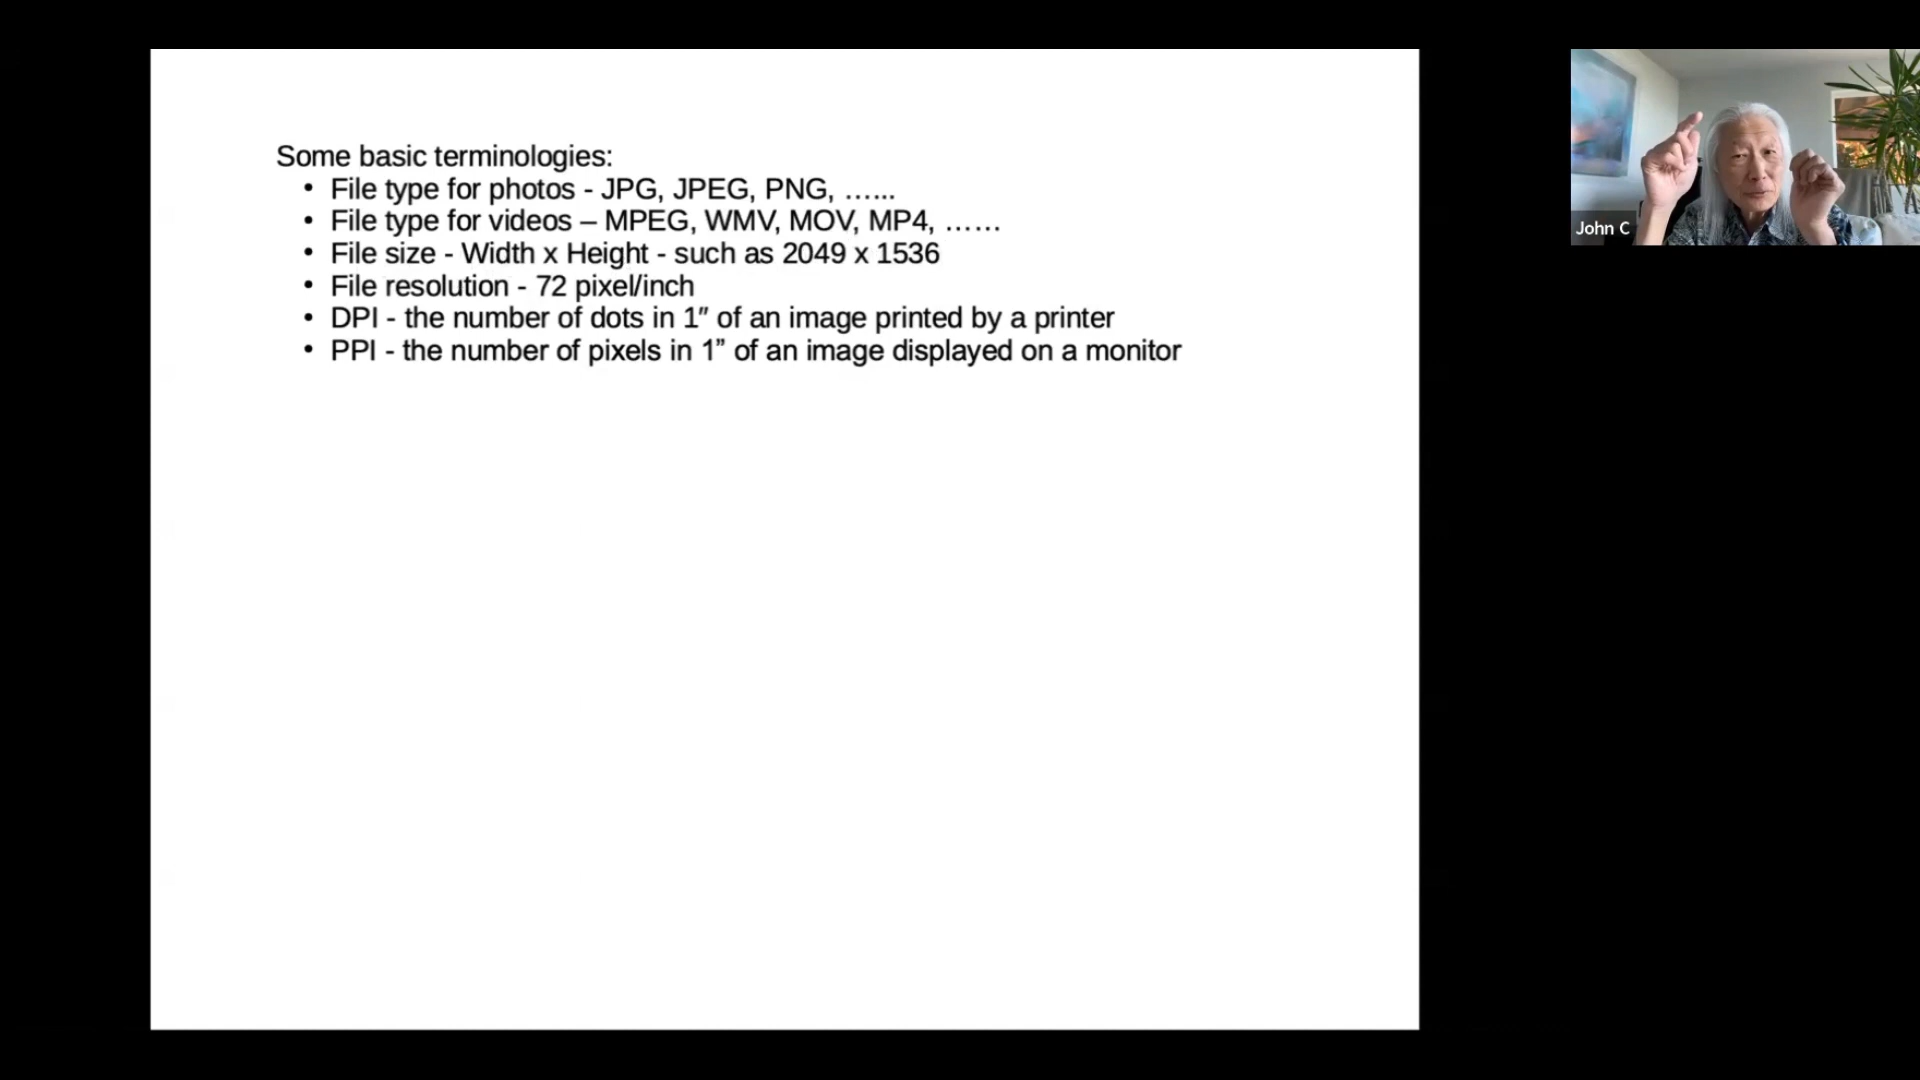 Some basic terminologies:
• File type for photos - JPG, JPEG, PNG, …...
• File type for videos – MPEG, WMV, MOV, MP4, ……
• File size - Width x Height - such as 2049 x 1536
• File resolution - 72 pixel/inch
• DPI - the number of dots in 1″ of an image printed by a printer
• PPI - the number of pixels in 1” of an image displayed on a monitor
John C